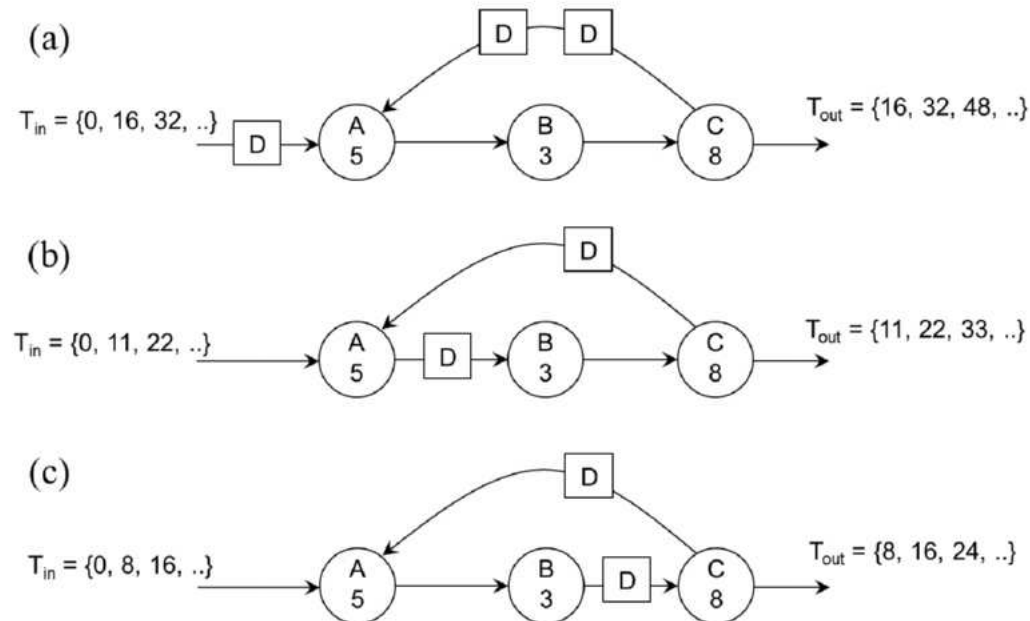 (a)
D D
T_in = {0, 16, 32, ..}
D
A
5
B
3
C
8
T_out = {16, 32, 48, ..}
(b)
D
T_in = {0, 11, 22, ..}
A
5
D
B
3
C
8
T_out = {11, 22, 33, ..}
(c)
D
T_in = {0, 8, 16, ..}
A
5
B
3
D
C
8
T_out = {8, 16, 24, ..}